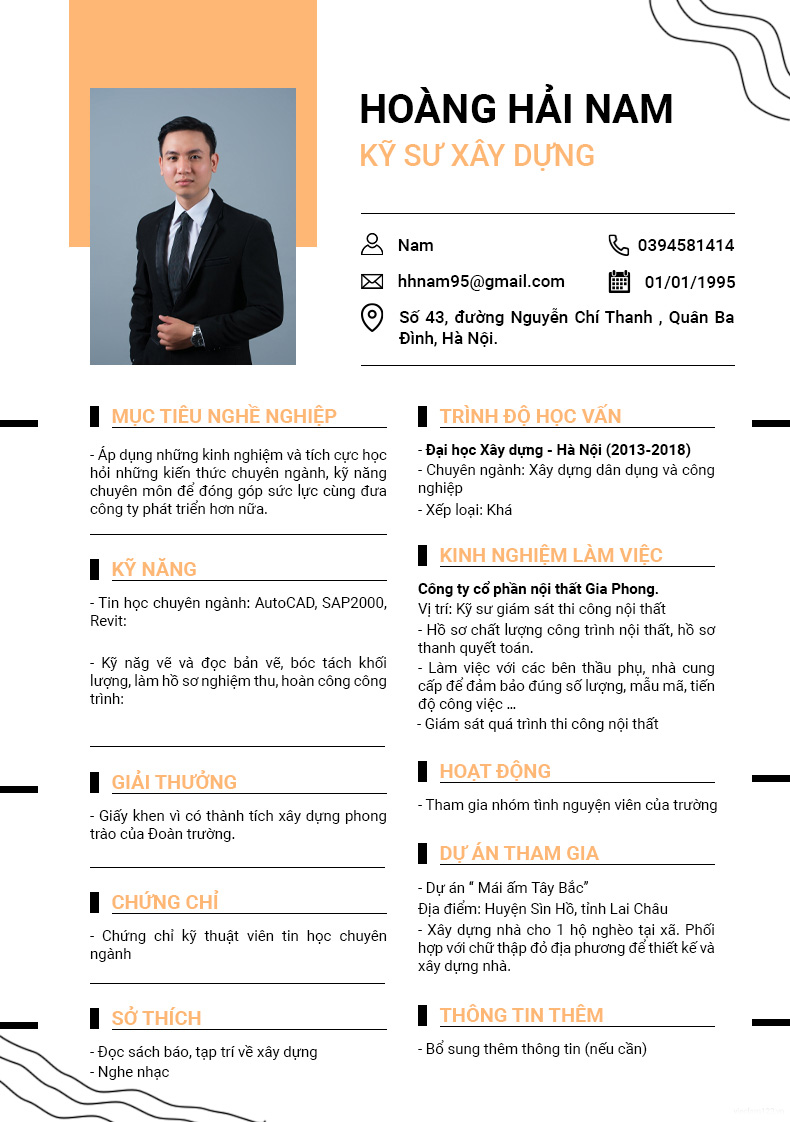 HOÀNG HẢI NAM
KỸ SƯ XÂY DỰNG
Nam
0394581414
hhnam95@gmail.com
01/01/1995
Số 43, đường Nguyễn Chí Thanh , Quân Ba
Đình, Hà Nội.
MỤC TIÊU NGHỀ NGHIỆP
- Áp dụng những kinh nghiệm và tích cực học
hỏi những kiến thức chuyên ngành, kỹ năng
chuyên môn để đóng góp sức lực cùng đưa
công ty phát triển hơn nữa.
KỸ NĂNG
- Tin học chuyên ngành: AutoCAD, SAP2000,
Revit:
- Kỹ năg vẽ và đọc bản vẽ, bóc tách khối
lượng, làm hồ sơ nghiệm thu, hoàn công công
trình:
GIẢI THƯỞNG
- Giấy khen vì có thành tích xây dựng phong
trào của Đoàn trường.
CHỨNG CHỈ
- Chứng chỉ kỹ thuật viên tin học chuyên
ngành
SỞ THÍCH
- Đọc sách báo, tạp trí về xây dựng
- Nghe nhạc
TRÌNH ĐỘ HỌC VẤN
- Đại học Xây dựng - Hà Nội (2013-2018)
- Chuyên ngành: Xây dựng dân dụng và công
nghiệp
- Xếp loại: Khá
KINH NGHIỆM LÀM VIỆC
Công ty cổ phần nội thất Gia Phong.
Vị trí: Kỹ sư giám sát thi công nội thất
- Hồ sơ chất lượng công trình nội thất, hồ sơ
thanh quyết toán.
- Làm việc với các bên thầu phụ, nhà cung
cấp để đảm bảo đúng số lượng, mẫu mã, tiến
độ công việc ...
- Giám sát quá trình thi công nội thất
HOẠT ĐỘNG
- Tham gia nhóm tình nguyện viên của trường
DỰ ÁN THAM GIA
- Dự án “ Mái ấm Tây Bắc”
Địa điểm: Huyện Sìn Hồ, tỉnh Lai Châu
- Xây dựng nhà cho 1 hộ nghèo tại xã. Phối
hợp với chữ thập đỏ địa phương để thiết kế và
xây dựng nhà.
THÔNG TIN THÊM
- Bổ sung thêm thông tin (nếu cần)